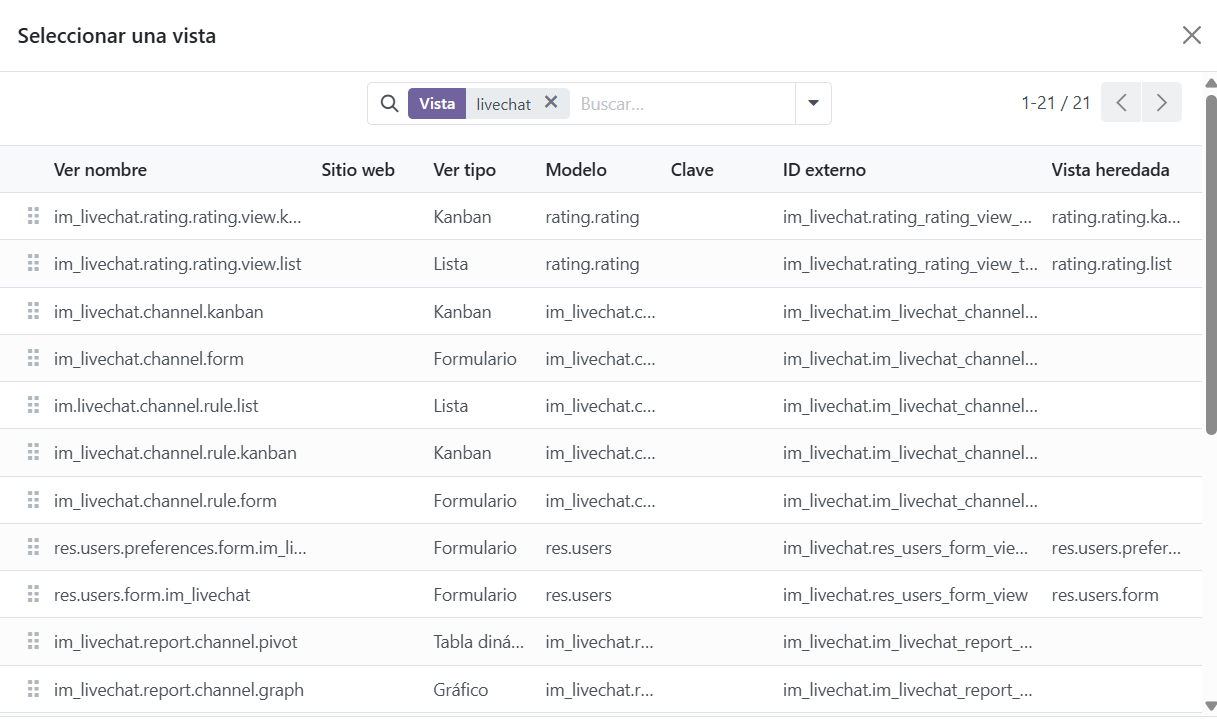 Seleccionar una vista
Vista livechat Buscar... 1-21 / 21
Ver nombre Sitio web Ver tipo Modelo Clave ID externo Vista heredada
im_livechat.rating.rating.view.k... Kanban rating.rating im_livechat.rating_rating_view_... rating.rating.ka...
im_livechat.rating.rating.view.list Lista rating.rating im_livechat.rating_rating_view_t... rating.rating.list
im_livechat.channel.kanban Kanban im_livechat.c... im_livechat.im_livechat_channel...
im_livechat.channel.form Formulario im_livechat.c... im_livechat.im_livechat_channel...
im.livechat.channel.rule.list Lista im_livechat.c... im_livechat.im_livechat_channel...
im_livechat.channel.rule.kanban Kanban im_livechat.c... im_livechat.im_livechat_channel...
im_livechat.channel.rule.form Formulario im_livechat.c... im_livechat.im_livechat_channel...
res.users.preferences.form.im_li... Formulario res.users im_livechat.res_users_form_vie... res.users.prefer...
res.users.form.im_livechat Formulario res.users im_livechat.res_users_form_view res.users.form
im_livechat.report.channel.pivot Tabla diná... im_livechat.r... im_livechat.im_livechat_report_...
im_livechat.report.channel.graph Gráfico im_livechat.r... im_livechat.im_livechat_report_...